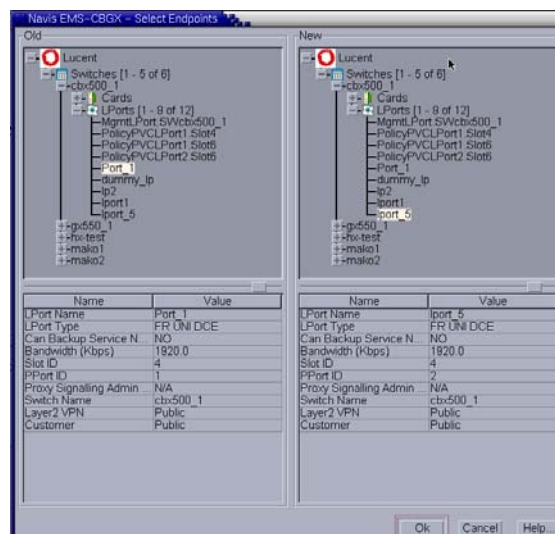 Navis EMS-CBGX - Select Endpoints
Old
Lucent
Switches [1 - 5 of 6]
cbx500_1
Cards
LPorts [1 - 9 of 12]
MgmtLPort.SWcbx500_1
PolicyPVCLPort1.Slot4
PolicyPVCLPort1.Slot6
PolicyPVCLPort2.Slot6
Port_1
dummy_lp
lp2
lport1
lport_5
gx550_1
hx-test
mako1
mako2
Name Value
LPort Name Port_1
LPort Type FR UNI DCE
Can Backup Service N... NO
Bandwidth (Kbps) 1920.0
Slot ID 4
PPort ID 1
Proxy Signalling Admin ... N/A
Switch Name cbx500_1
Layer2 VPN Public
Customer Public
New
Lucent
Switches [1 - 5 of 6]
cbx500_1
Cards
LPorts [1 - 9 of 12]
MgmtLPort.SWcbx500_1
PolicyPVCLPort1.Slot4
PolicyPVCLPort1.Slot6
PolicyPVCLPort2.Slot6
Port_1
dummy_lp
lp2
lport1
lport_5
gx550_1
hx-test
mako1
mako2
Name Value
LPort Name lport_5
LPort Type FR UNI DCE
Can Backup Service N... NO
Bandwidth (Kbps) 1920.0
Slot ID 4
PPort ID 2
Proxy Signalling Admin ... N/A
Switch Name cbx500_1
Layer2 VPN Public
Customer Public
Ok Cancel Help...